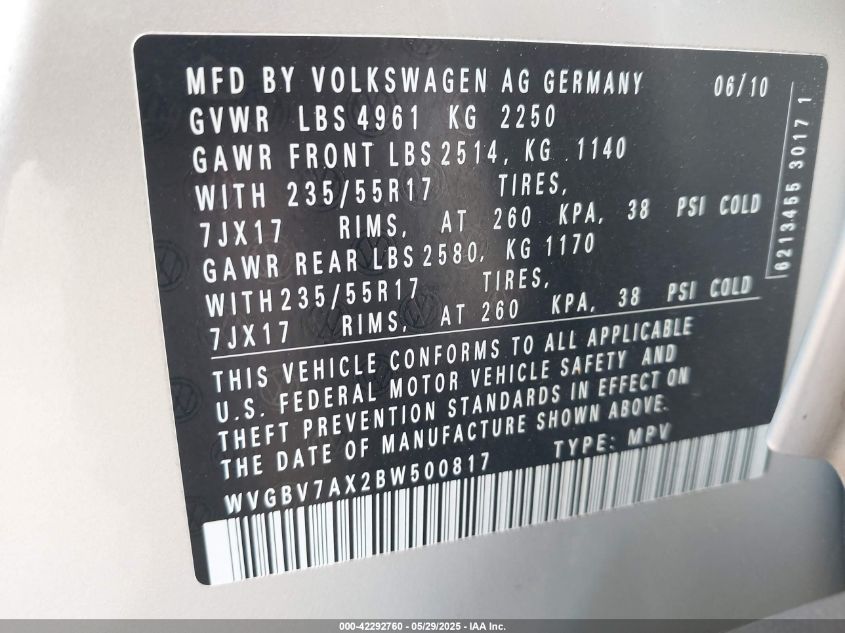 MFD BY VOLKSWAGEN AG GERMANY 06/10
GVWR LBS 4961 KG 2250
GAWR FRONT LBS 2514, KG 1140
WITH 235/55R17 TIRES,
7JX17 RIMS, AT 260 KPA, 38 PSI COLD
GAWR REAR LBS 2580, KG 1170
WITH 235/55R17 TIRES,
7JX17 RIMS, AT 260 KPA, 38 PSI COLD
THIS VEHICLE CONFORMS TO ALL APPLICABLE
U.S. FEDERAL MOTOR VEHICLE SAFETY AND
THEFT PREVENTION STANDARDS IN EFFECT ON
THE DATE OF MANUFACTURE SHOWN ABOVE.
WVGBV7AX2BW500817 TYPE: MPV
6213455 3017 1
000-42292760 - 05/29/2025 - IAA Inc.